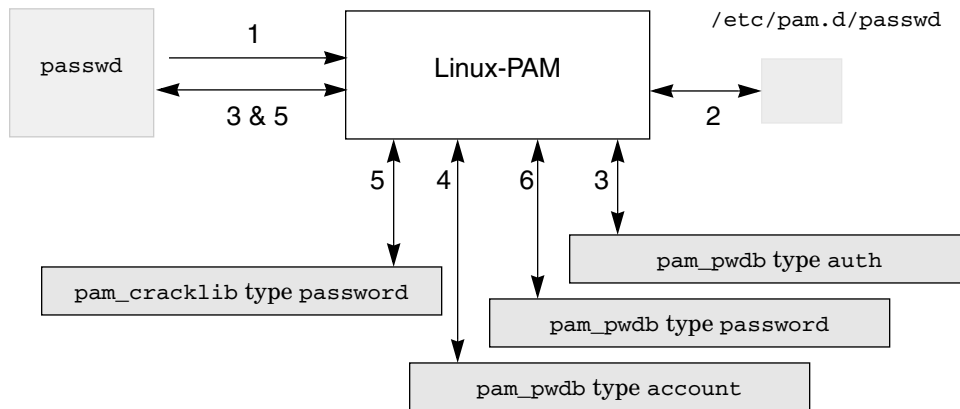 /etc/pam.d/passwd
1
passwd
Linux-PAM
3 & 5
2
5
4
6
3
pam_pwdb type auth
pam_cracklib type password
pam_pwdb type password
pam_pwdb type account